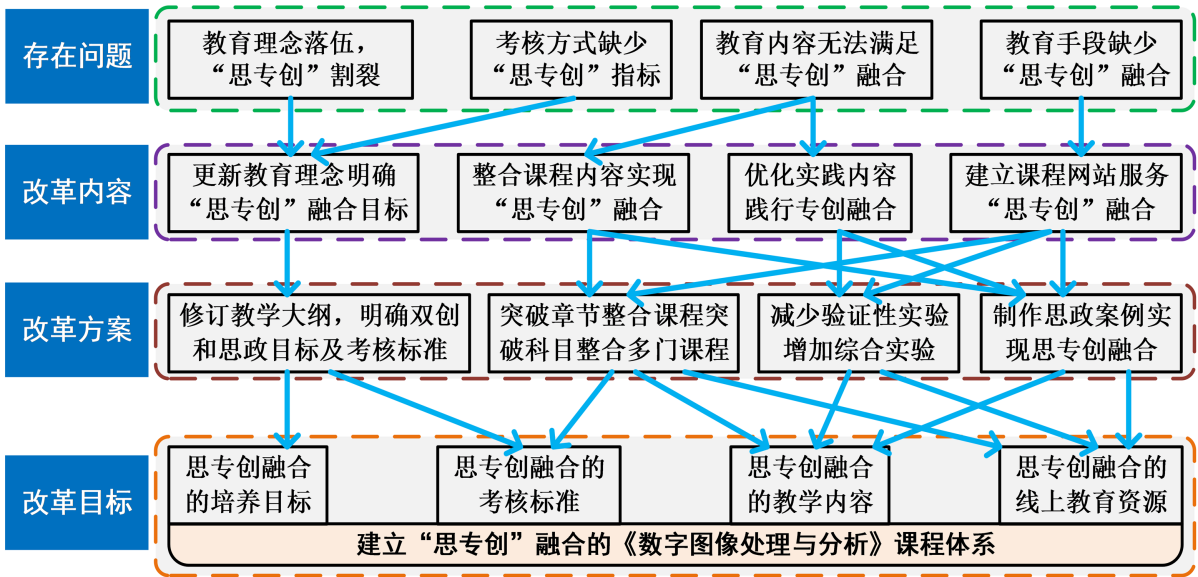 存在问题
教育理念落伍，
“思专创”割裂
考核方式缺少
“思专创”指标
教育内容无法满足
“思专创”融合
教育手段缺少
“思专创”融合
改革内容
更新教育理念明确
“思专创”融合目标
整合课程内容实现
“思专创”融合
优化实践内容
践行专创融合
建立课程网站服务
“思专创”融合
改革方案
修订教学大纲，明确双创
和思政目标及考核标准
突破章节整合课程突
破科目整合多门课程
减少验证性实验
增加综合实验
制作思政案例实
现思专创融合
改革目标
思专创融合
的培养目标
思专创融合的
考核标准
思专创融合
的教学内容
思专创融合的
线上教育资源
建立“思专创”融合的《数字图像处理与分析》课程体系